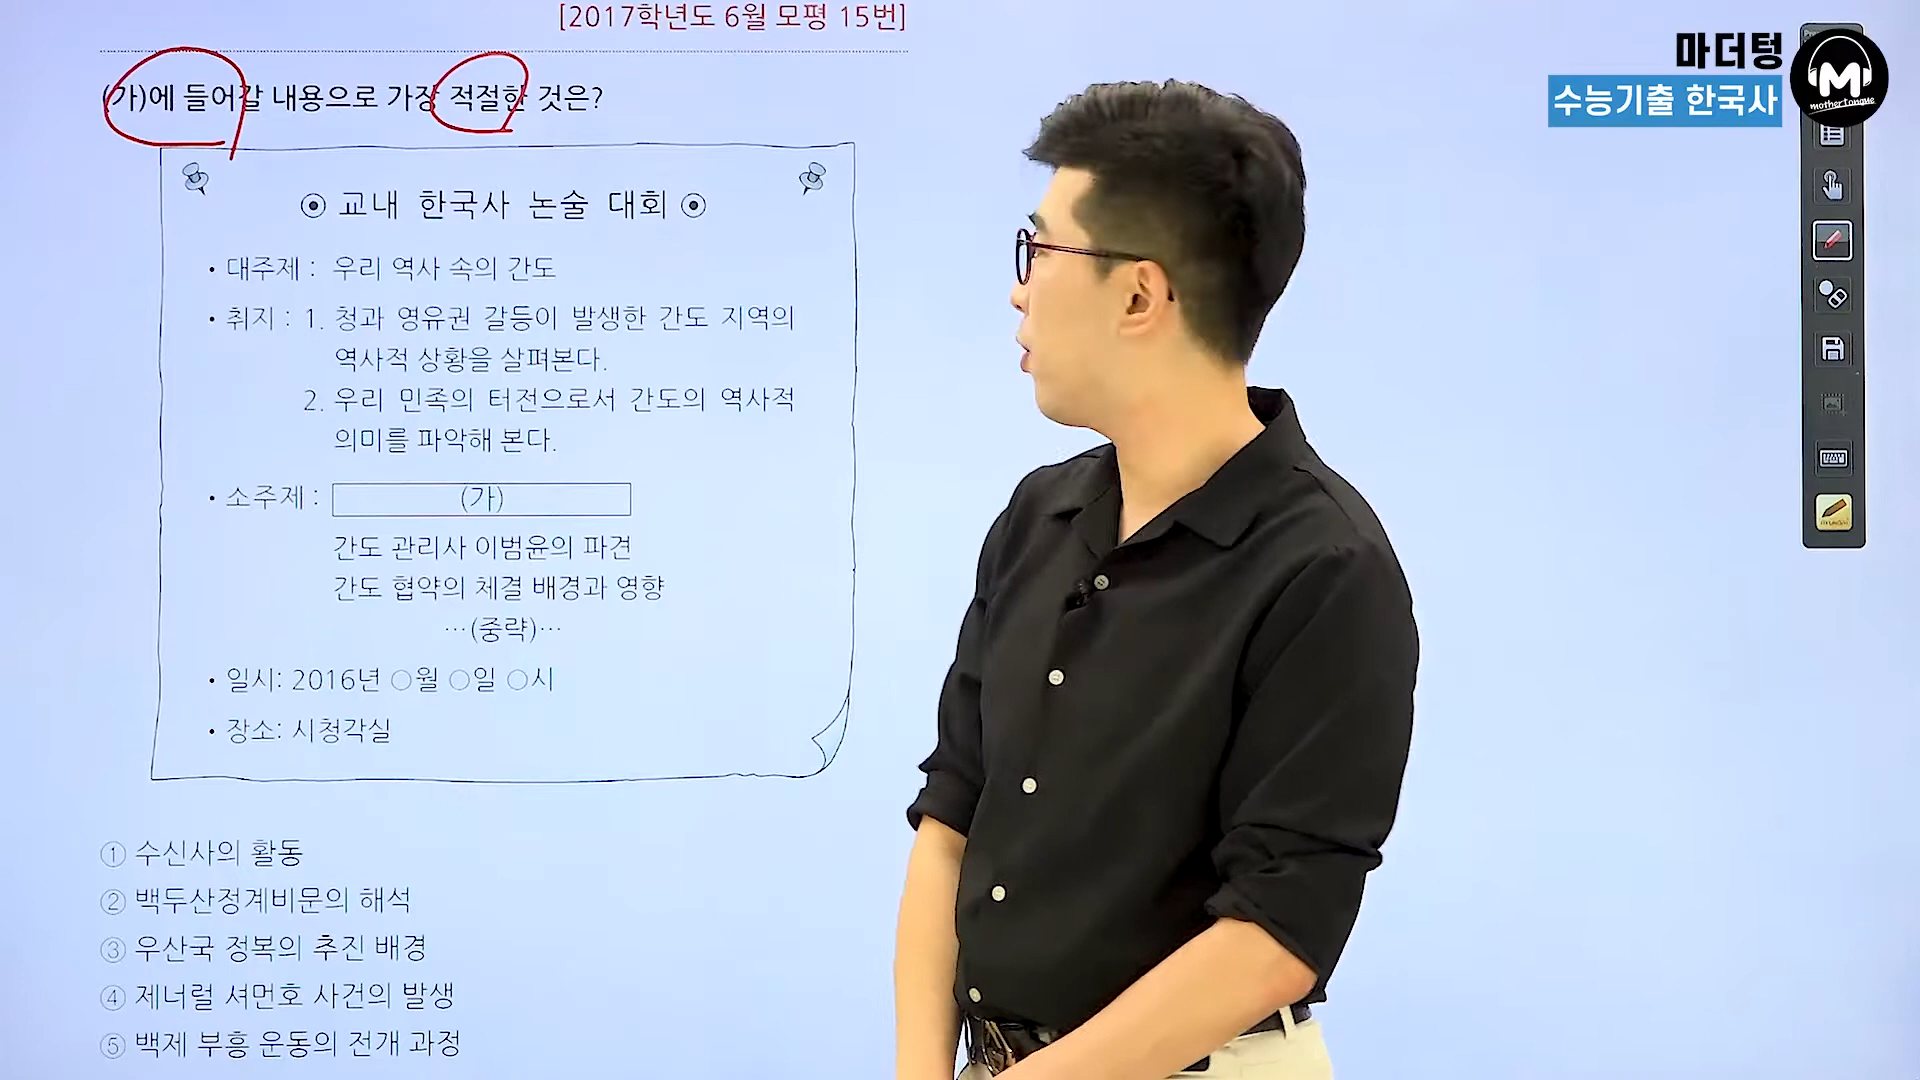 [2017학년도 6월 모평 15번]
(가)에 들어갈 내용으로 가장 적절한 것은?
⊙ 교내 한국사 논술 대회 ⊙
• 대주제 : 우리 역사 속의 간도
• 취지 : 1. 청과 영유권 갈등이 발생한 간도 지역의
역사적 상황을 살펴본다.
2. 우리 민족의 터전으로서 간도의 역사적
의미를 파악해 본다.
• 소주제 : (가)
간도 관리사 이범윤의 파견
간도 협약의 체결 배경과 영향
…(중략)…
• 일시: 2016년 ○월 ○일 ○시
• 장소: 시청각실
① 수신사의 활동
② 백두산정계비문의 해석
③ 우산국 정복의 추진 배경
④ 제너럴 셔먼호 사건의 발생
⑤ 백제 부흥 운동의 전개 과정
마더텅
수능기출 한국사
M
mothertongue